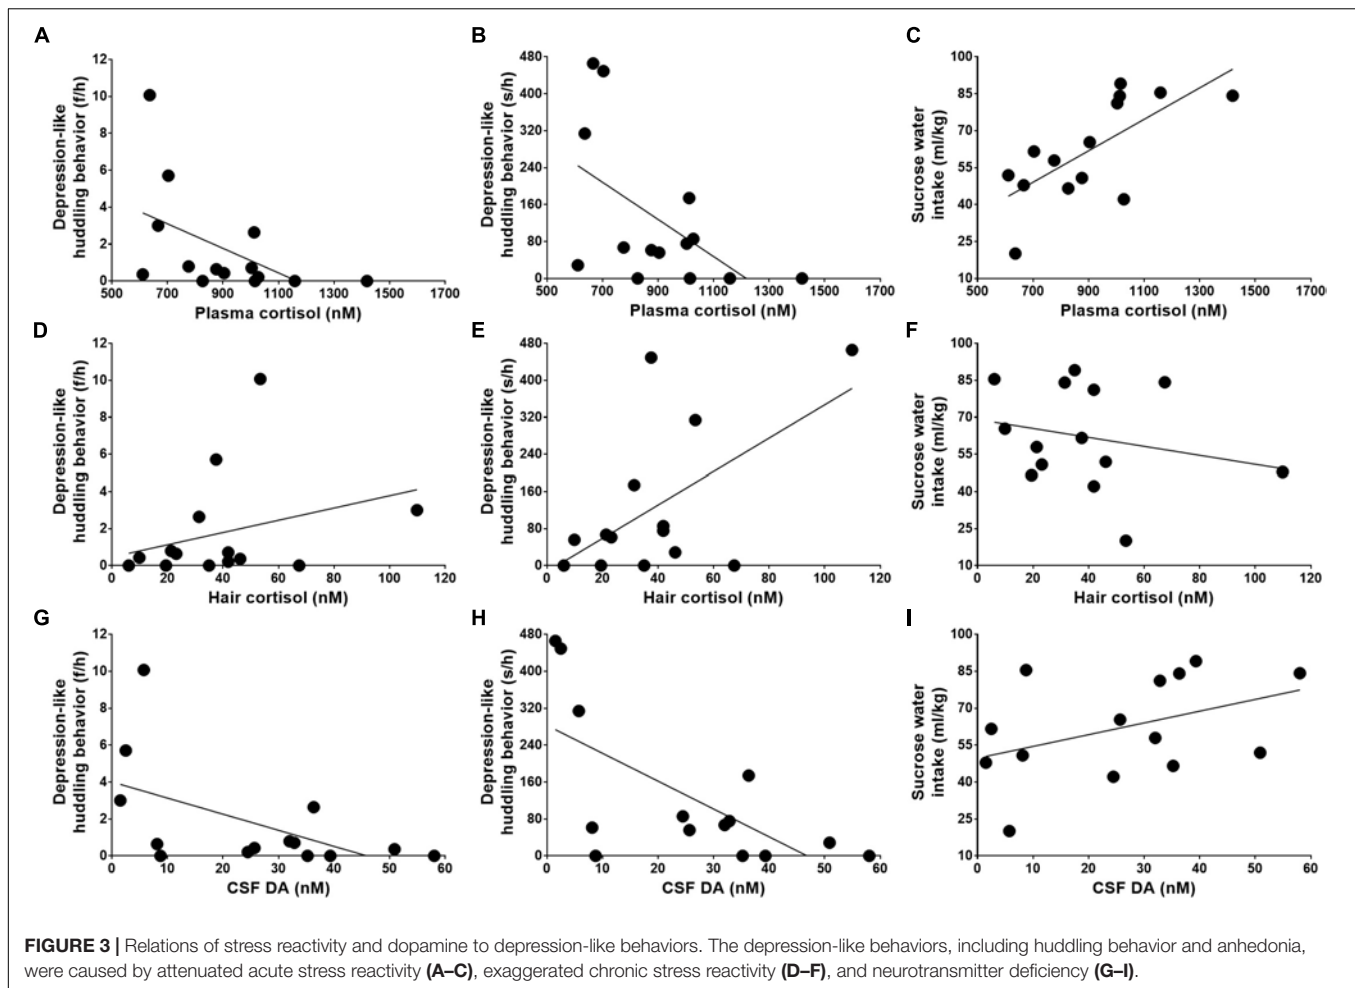 A
Depression-like
huddling behavior (f/h)
12
10
8
6
4
2
0
500 700 900 1100 1300 1500 1700
Plasma cortisol (nM)
B
Depression-like
huddling behavior (s/h)
480
400
320
240
160
80
0
500 700 900 1100 1300 1500 1700
Plasma cortisol (nM)
C
Sucrose water
intake (ml/kg)
100
85
70
55
40
25
10
500 700 900 1100 1300 1500 1700
Plasma cortisol (nM)
D
Depression-like
huddling behavior (f/h)
12
10
8
6
4
2
0
0 20 40 60 80 100 120
Hair cortisol (nM)
E
Depression-like
huddling behavior (s/h)
480
400
320
240
160
80
0
0 20 40 60 80 100 120
Hair cortisol (nM)
F
Sucrose water
intake (ml/kg)
100
85
70
55
40
25
10
0 20 40 60 80 100 120
Hair cortisol (nM)
G
Depression-like
huddling behavior (f/h)
12
10
8
6
4
2
0
0 10 20 30 40 50 60
CSF DA (nM)
H
Depression-like
huddling behavior (s/h)
480
400
320
240
160
80
0
0 10 20 30 40 50 60
CSF DA (nM)
I
Sucrose water
intake (ml/kg)
100
85
70
55
40
25
10
0 10 20 30 40 50 60
CSF DA (nM)
FIGURE 3 | Relations of stress reactivity and dopamine to depression-like behaviors. The depression-like behaviors, including huddling behavior and anhedonia,
were caused by attenuated acute stress reactivity (A–C), exaggerated chronic stress reactivity (D–F), and neurotransmitter deficiency (G–I).